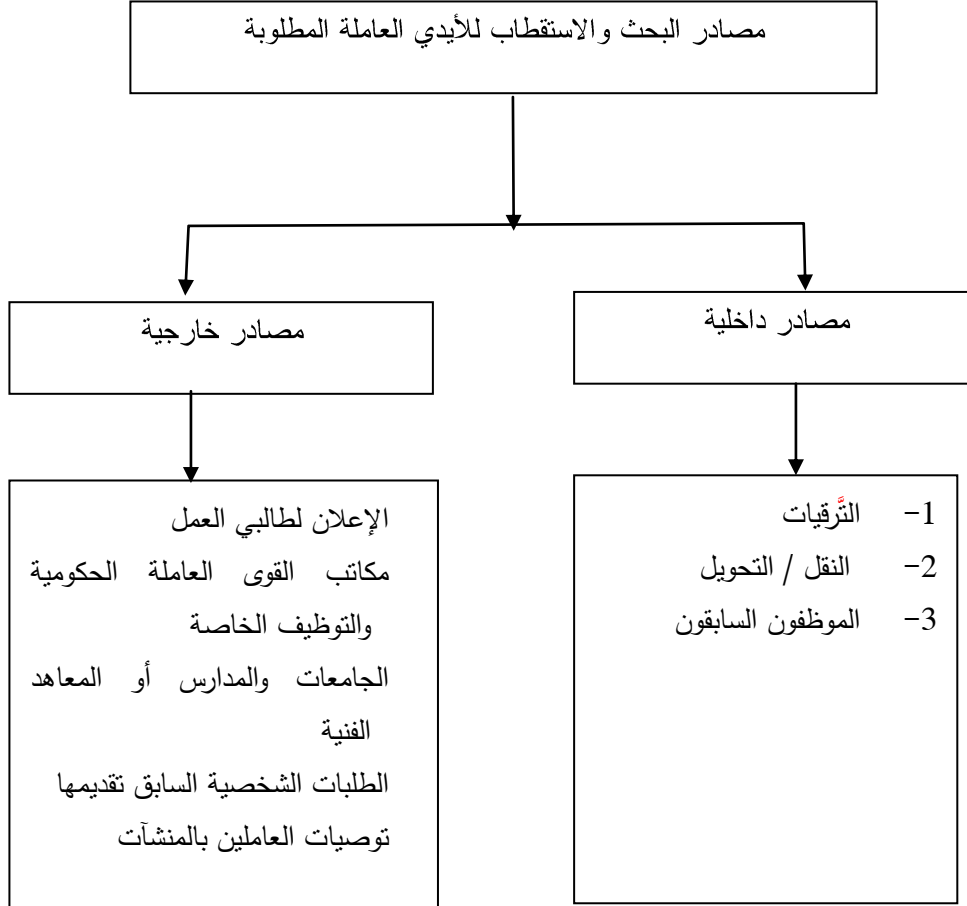 مصادر البحث والاستقطاب للأيدي العاملة المطلوبة
مصادر داخلية
مصادر خارجية
1- التَّرقيات
2- النقل / التحويل
3- الموظفون السابقون
الإعلان لطالبي العمل
مكاتب القوى العاملة الحكومية
والتوظيف الخاصة
الجامعات والمدارس أو المعاهد
الفنية
الطلبات الشخصية السابق تقديمها
توصيات العاملين بالمنشآت